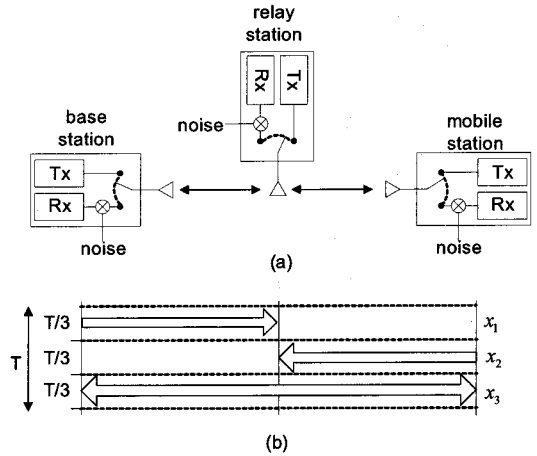 relay
station
Rx
Tx
noise
base
station
mobile
station
Tx
Rx
noise
Tx
Rx
noise
(a)
T
T/3
x1
T/3
x2
T/3
x3
(b)